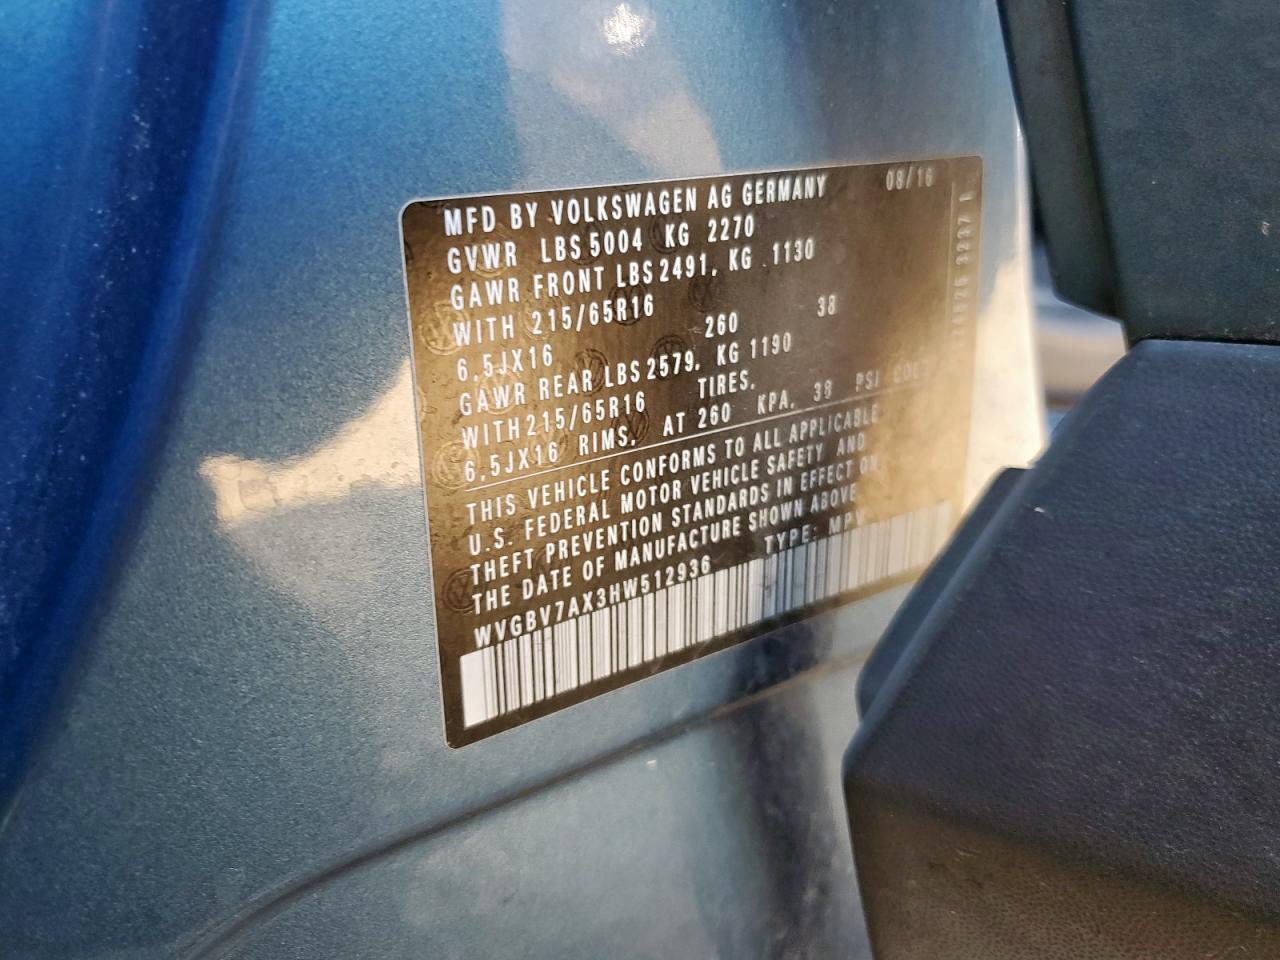 MFD BY VOLKSWAGEN AG GERMANY 08/16
GVWR LBS 5004 KG 2270
GAWR FRONT LBS 2491, KG 1130
WITH 215/65R16
6,5JX16 260 38
GAWR REAR LBS 2579, KG 1190
WITH 215/65R16 TIRES,
6,5JX16 RIMS, AT 260 KPA, 38 PSI COLD
THIS VEHICLE CONFORMS TO ALL APPLICABLE
U.S. FEDERAL MOTOR VEHICLE SAFETY AND
THEFT PREVENTION STANDARDS IN EFFECT ON
THE DATE OF MANUFACTURE SHOWN ABOVE
WVGBV7AX3HW512936 TYPE: MPV